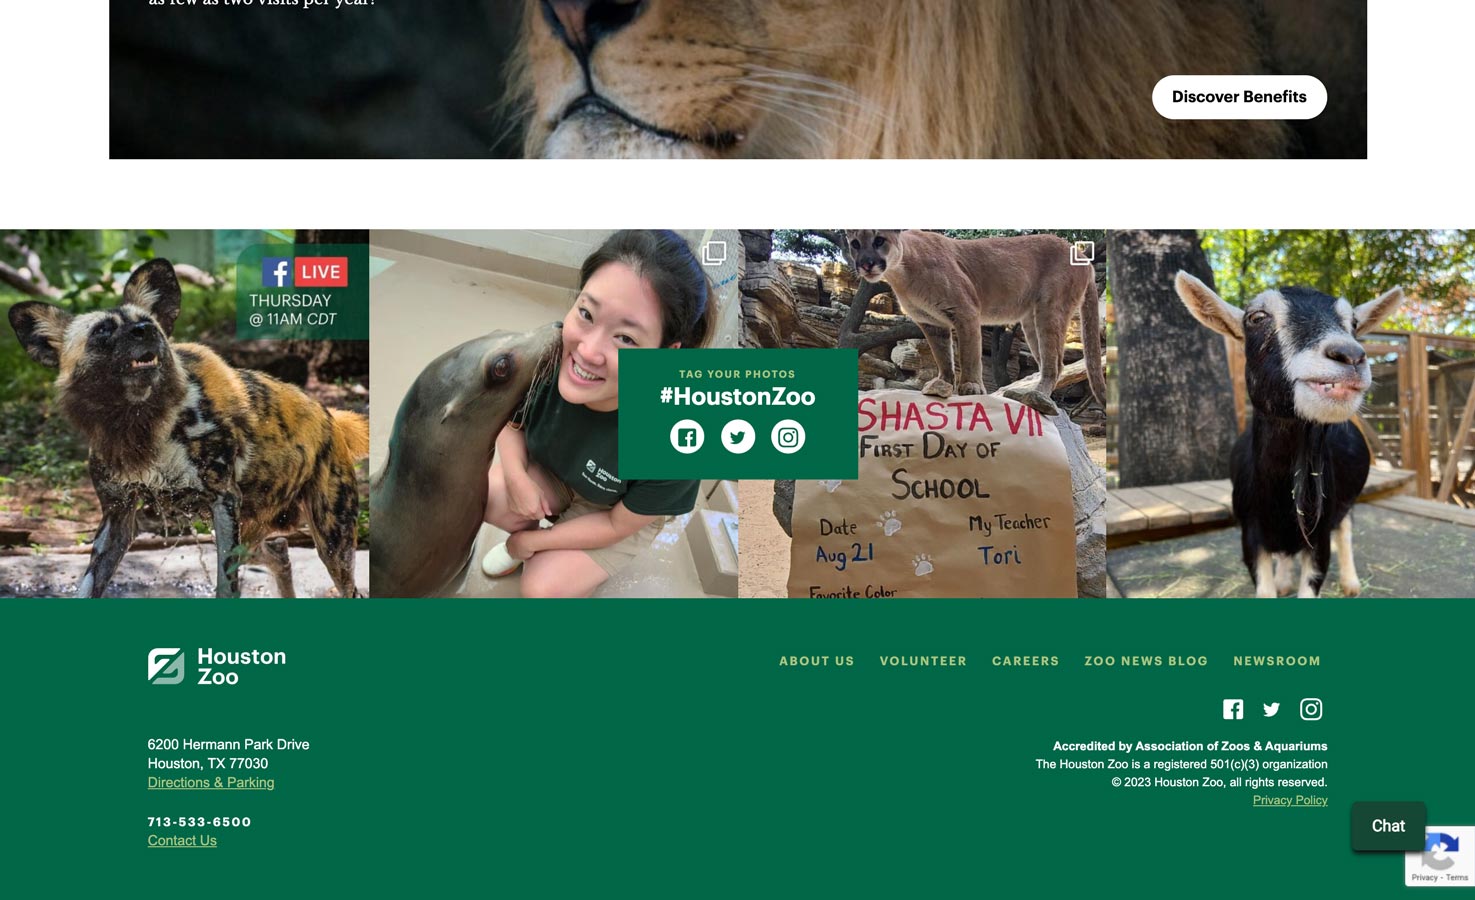 as few as two visits per year!
Discover Benefits
LIVE
THURSDAY
@ 11AM CDT
TAG YOUR PHOTOS
#HoustonZoo
Houston
Zoo
SHASTA VII
FIRST DAY OF
SCHOOL
Date
Aug 21
My Teacher
Tori
Favorite Color
Houston
Zoo
ABOUT US VOLUNTEER CAREERS ZOO NEWS BLOG NEWSROOM
6200 Hermann Park Drive
Houston, TX 77030
Directions & Parking
713-533-6500
Contact Us
Accredited by Association of Zoos & Aquariums
The Houston Zoo is a registered 501(c)(3) organization
© 2023 Houston Zoo, all rights reserved.
Privacy Policy
Chat
Privacy - Terms